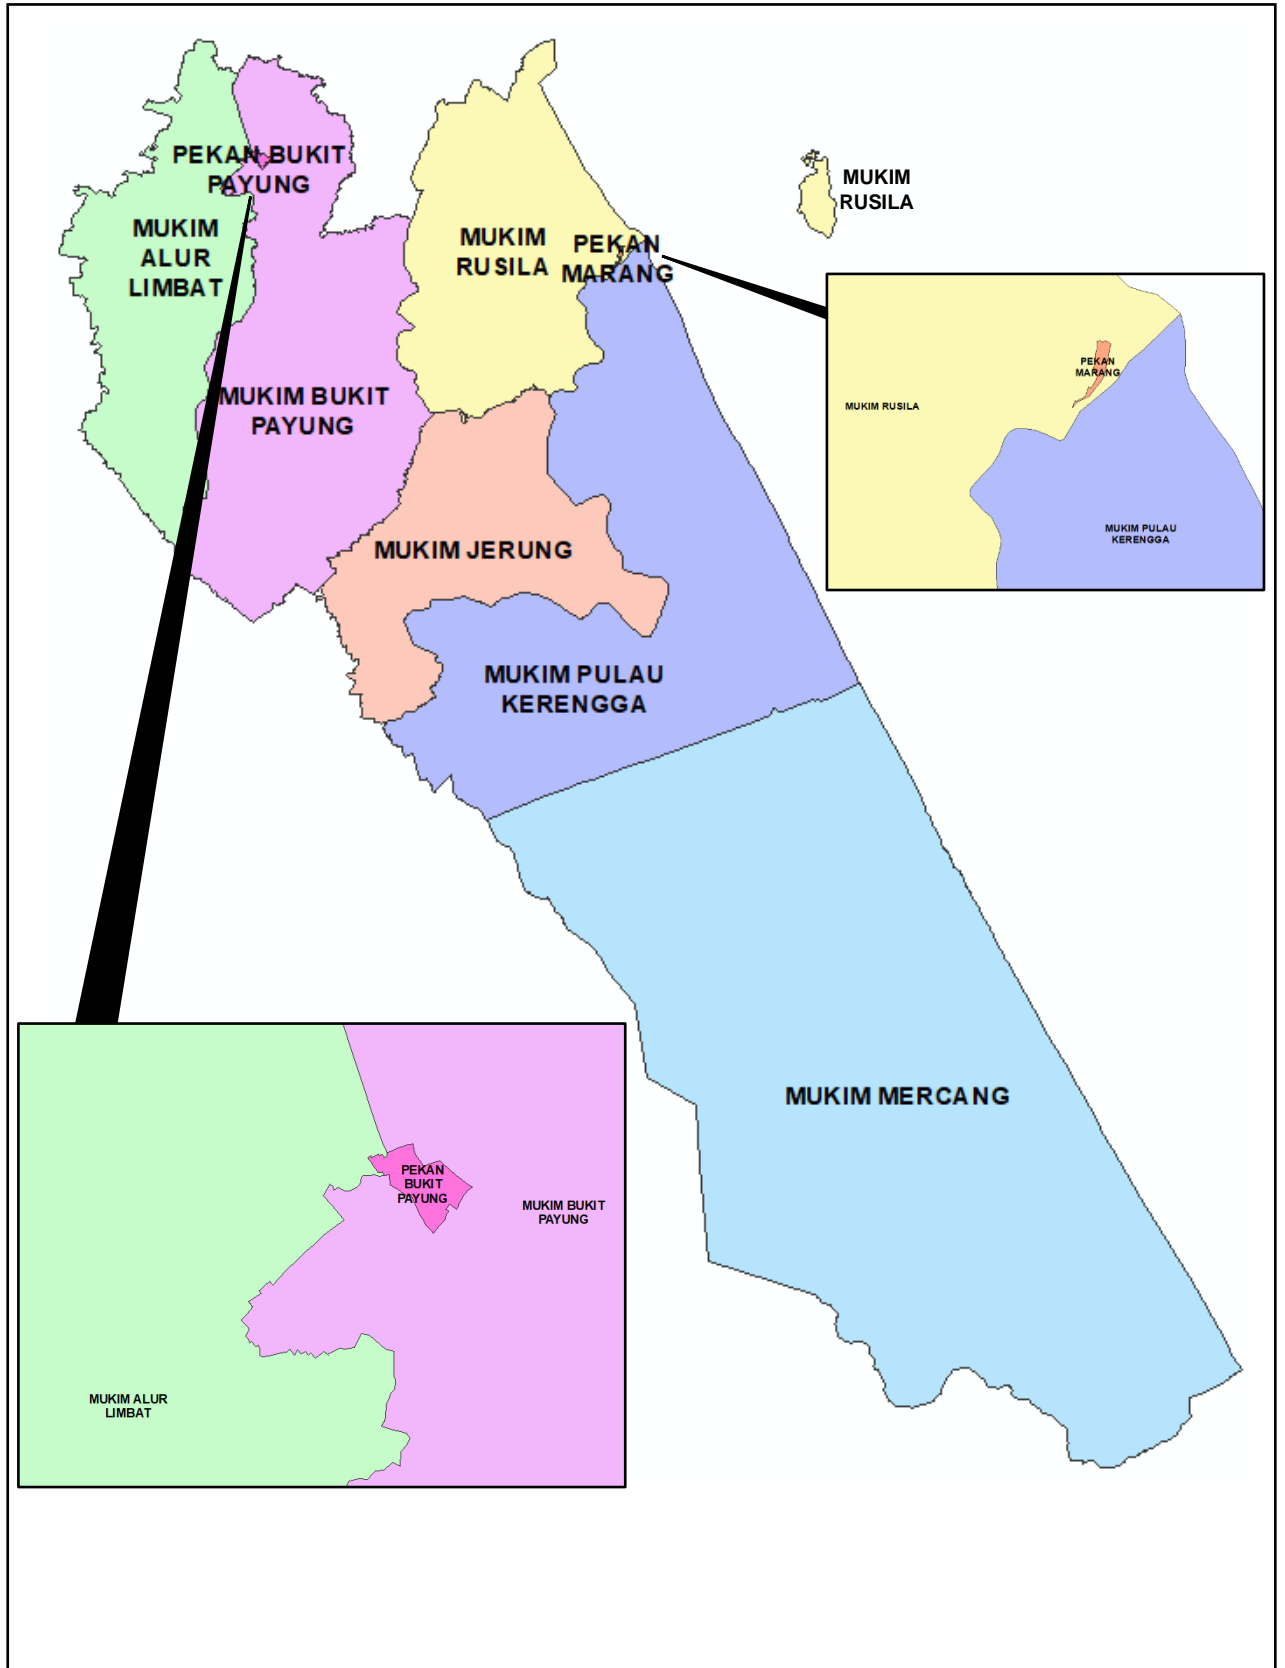 PEKAN BUKIT
PAYUNG
MUKIM
RUSILA
MUKIM
ALUR
LIMBAT
MUKIM
RUSILA
PEKAN
MARANG
PEKAN
MARANG
MUKIM RUSILA
MUKIM PULAU
KERENGGA
MUKIM BUKIT
PAYUNG
MUKIM JERUNG
MUKIM PULAU
KERENGGA
MUKIM MERCANG
PEKAN
BUKIT
PAYUNG
MUKIM BUKIT
PAYUNG
MUKIM ALUR
LIMBAT